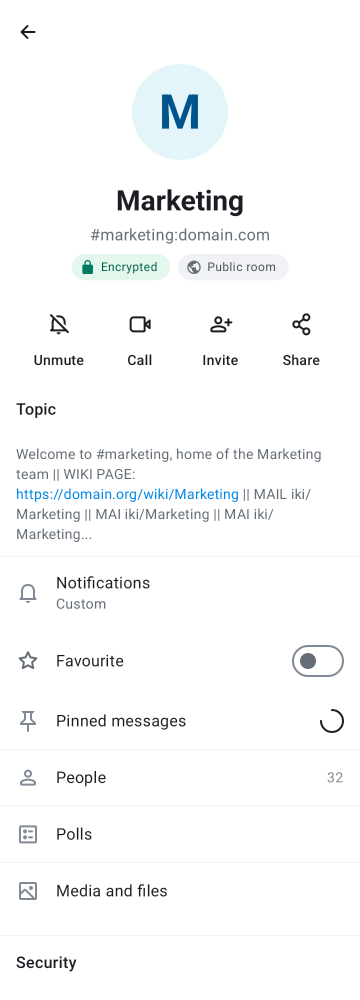 M
Marketing
#marketing:domain.com
Encrypted Public room
Unmute Call Invite Share
Topic
Welcome to #marketing, home of the Marketing
team || WIKI PAGE:
https://domain.org/wiki/Marketing || MAIL iki/
Marketing || MAI iki/Marketing || MAI iki/
Marketing...
Notifications
Custom
Favourite
Pinned messages
People 32
Polls
Media and files
Security